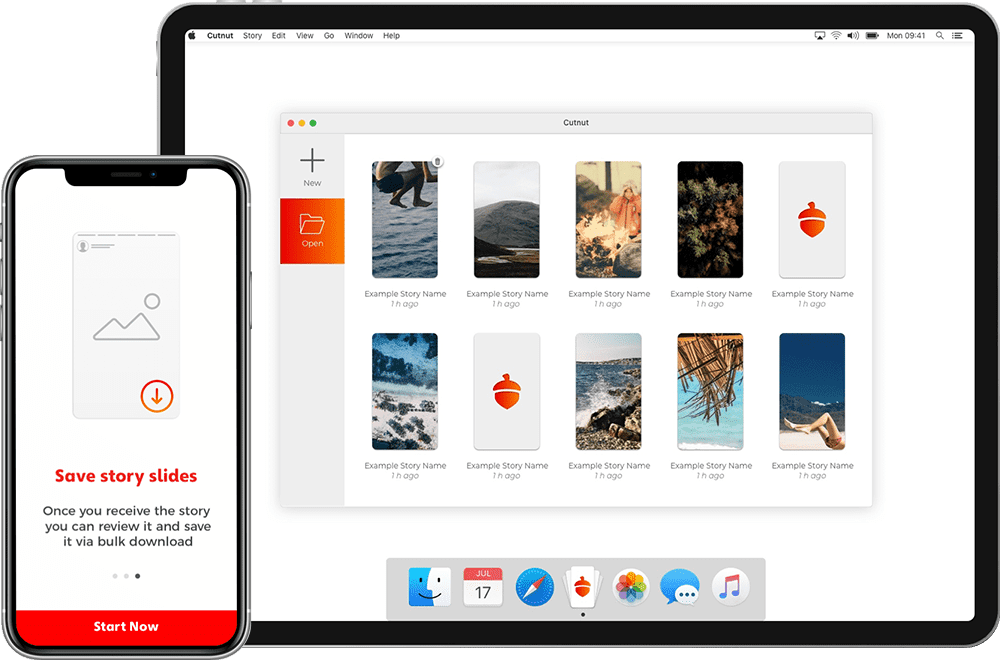 Cutnut Story Edit View Go Window Help Mon 09:41
Cutnut
New
Open
Example Story Name Example Story Name Example Story Name Example Story Name Example Story Name
1 h ago 1 h ago 1 h ago 1 h ago 1 h ago
Example Story Name Example Story Name Example Story Name Example Story Name Example Story Name
1 h ago 1 h ago 1 h ago 1 h ago 1 h ago
JUL
17
Save story slides
Once you receive the story
you can review it and save
it via bulk download
Start Now